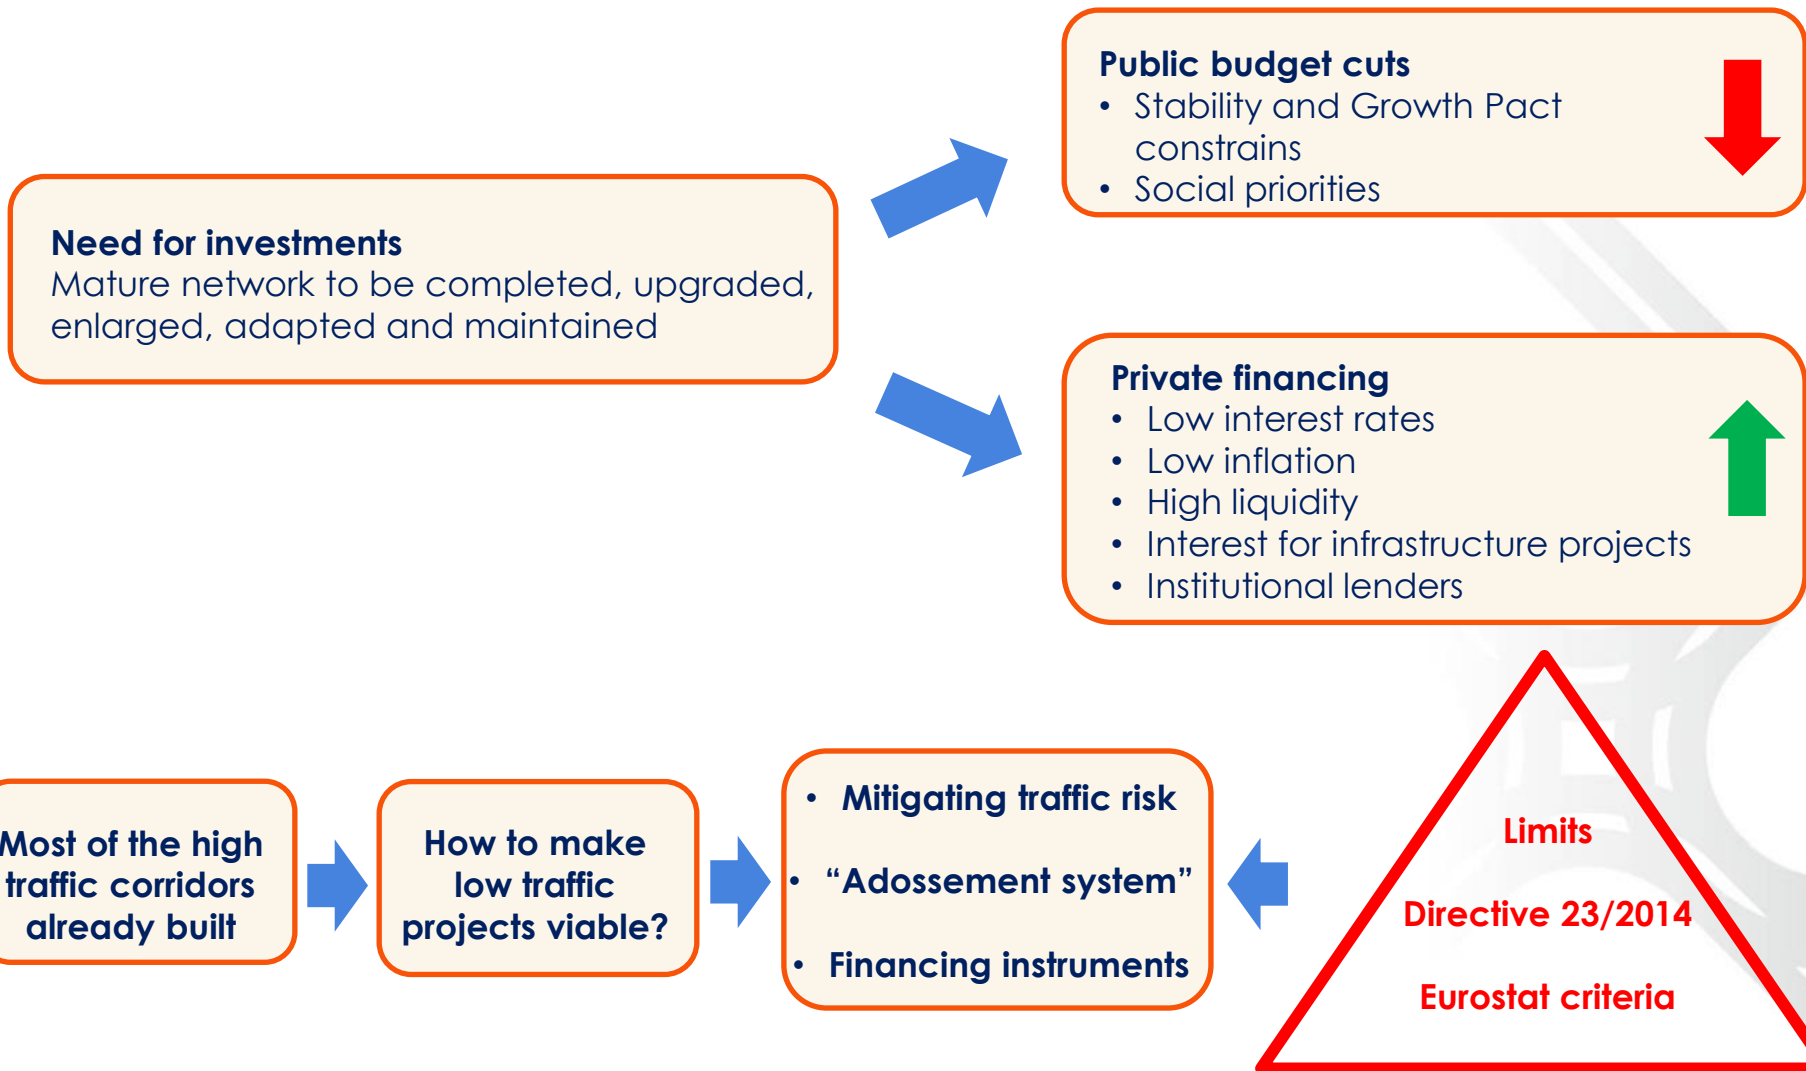 Public budget cuts
• Stability and Growth Pact
constrains
• Social priorities
Need for investments
Mature network to be completed, upgraded,
enlarged, adapted and maintained
Private financing
• Low interest rates
• Low inflation
• High liquidity
• Interest for infrastructure projects
• Institutional lenders
Most of the high
traffic corridors
already built
How to make
low traffic
projects viable?
• Mitigating traffic risk
• “Adossement system”
• Financing instruments
Limits
Directive 23/2014
Eurostat criteria